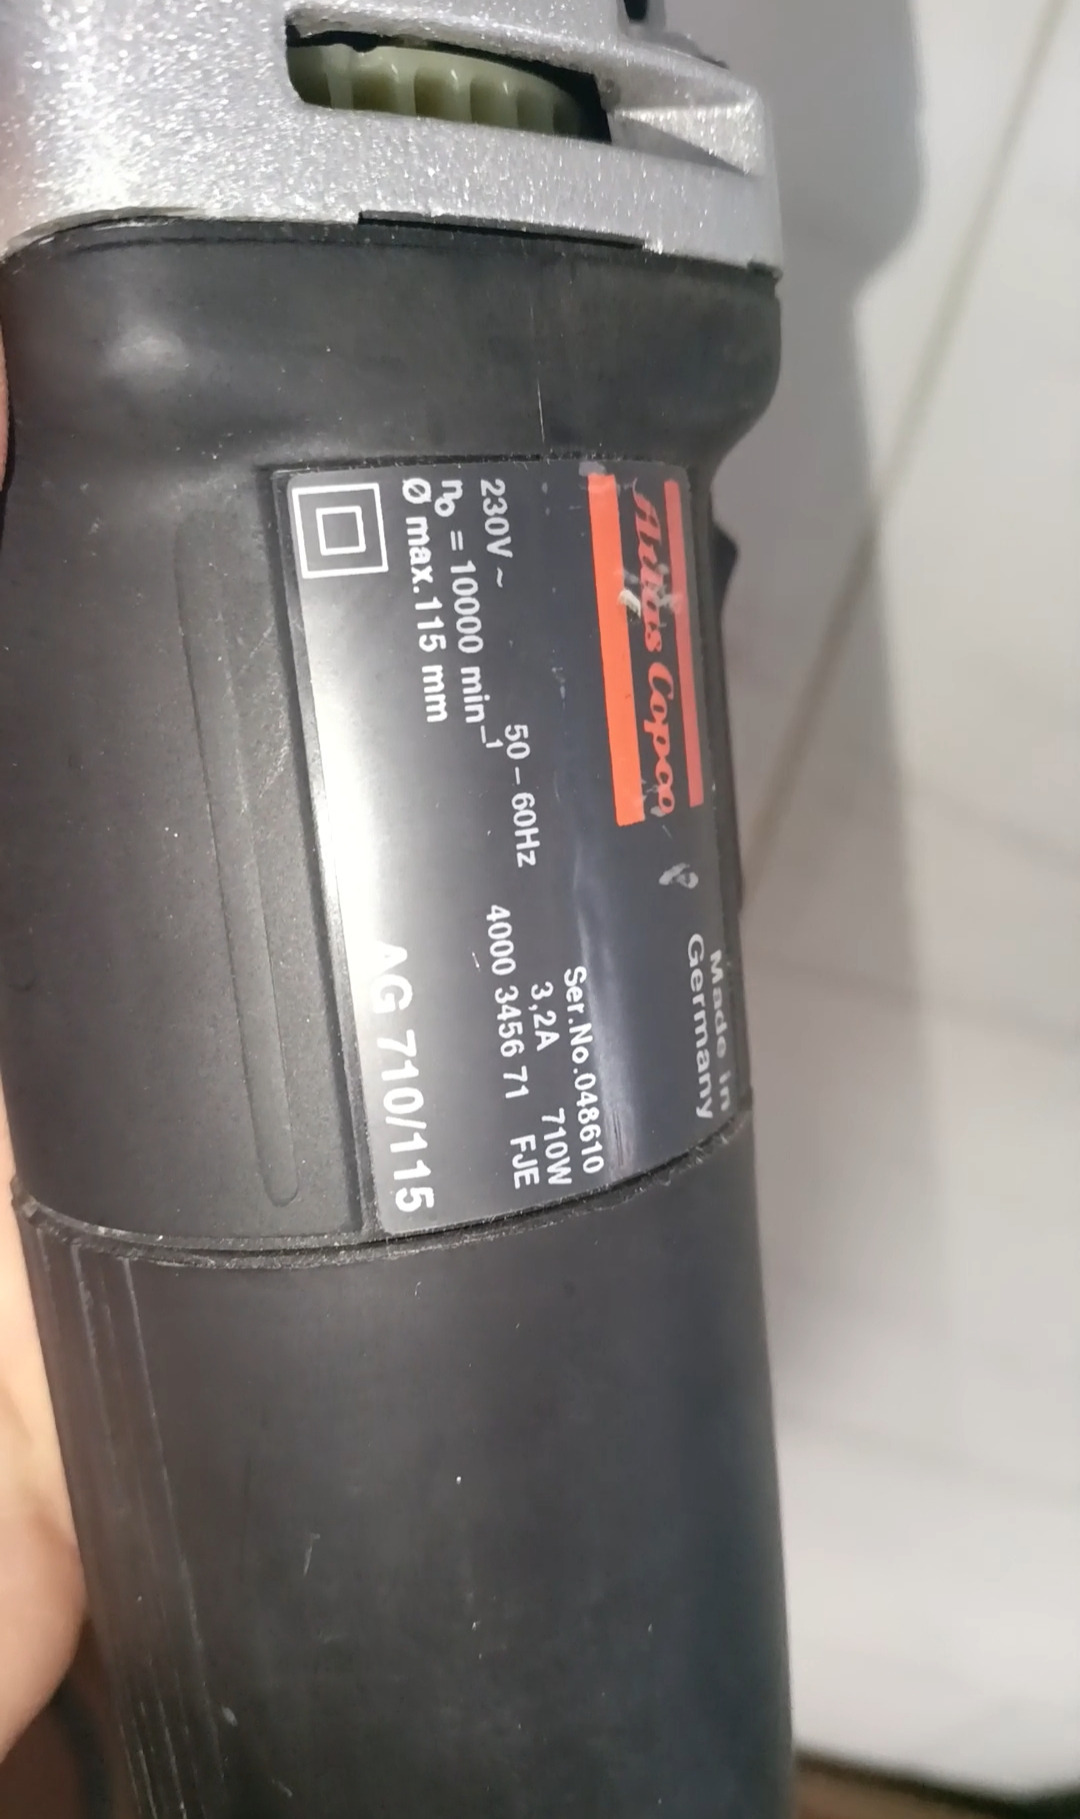 Atlas Copco
Made in
Germany
Ser.No.048610
230V ~ 50 – 60Hz 3,2A 710W
n₀ = 10000 min⁻¹ 4000 3456 71 FJE
Ø max.115 mm
AG 710/115